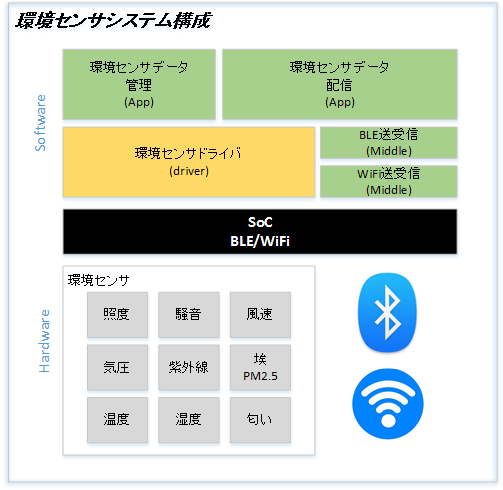 環境センサシステム構成
Software
環境センサデータ
管理
(App)
環境センサデータ
配信
(App)
環境センサドライバ
(driver)
BLE送受信
(Middle)
WiFi送受信
(Middle)
SoC
BLE/WiFi
Hardware
環境センサ
照度
騒音
風速
気圧
紫外線
埃
PM2.5
温度
湿度
匂い